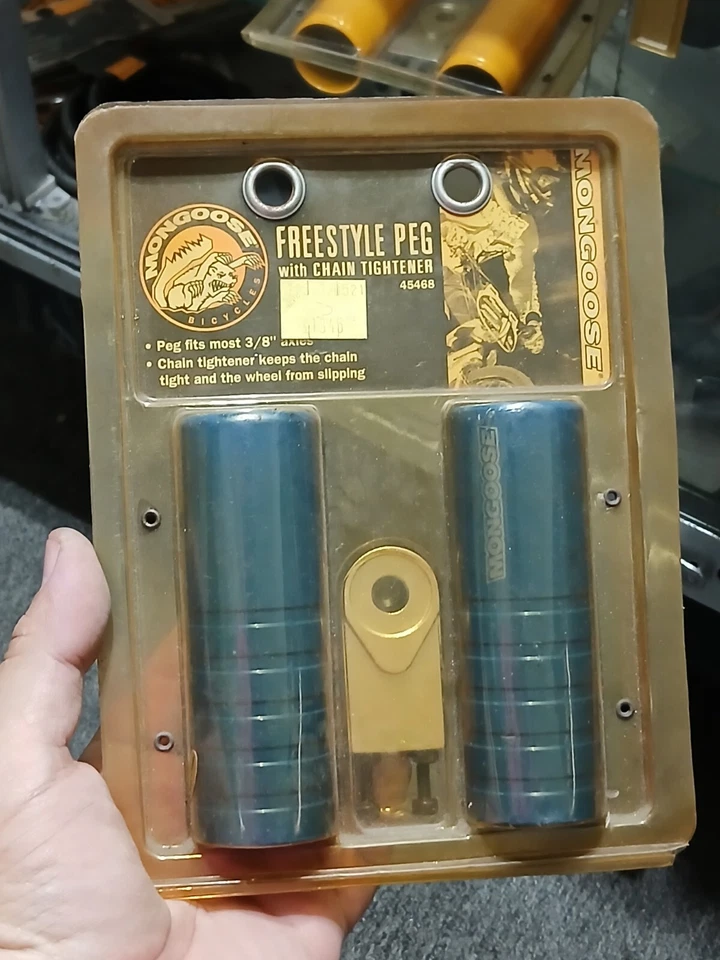 MONGOOSE
BICYCLES
FREESTYLE PEG
with CHAIN TIGHTENER
45468
MONGOOSE
• Peg fits most 3/8" axles
• Chain tightener keeps the chain
tight and the wheel from slipping
MONGOOSE